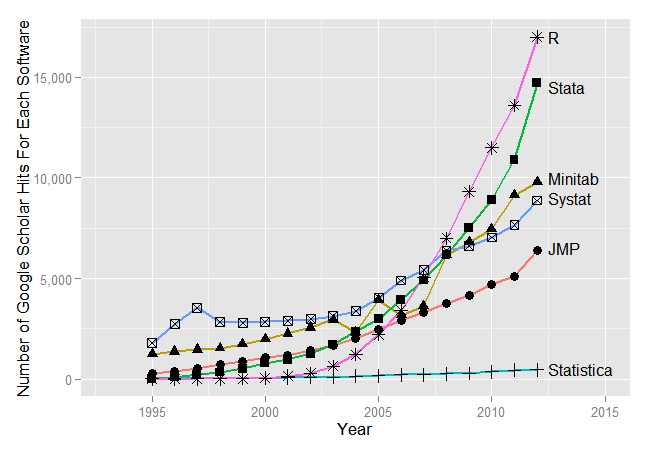 Number of Google Scholar Hits For Each Software
15,000
10,000
5,000
0
R
Stata
Minitab
Systat
JMP
Statistica
1995
2000
2005
2010
2015
Year